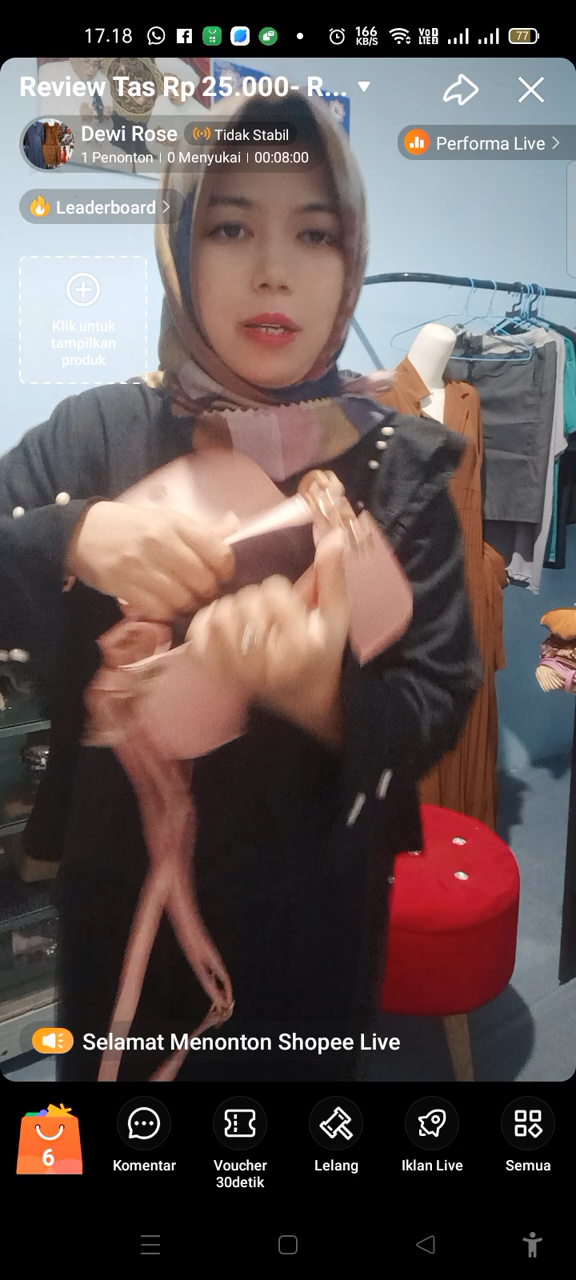 17.18
166
KB/S
VoD
LTE2
77
Review Tas Rp 25.000- R...
Dewi Rose
Tidak Stabil
1 Penonton | 0 Menyukai | 00:08:00
Performa Live
Leaderboard
Klik untuk
tampilkan
produk
Selamat Menonton Shopee Live
6
Komentar
Voucher
30detik
Lelang
Iklan Live
Semua